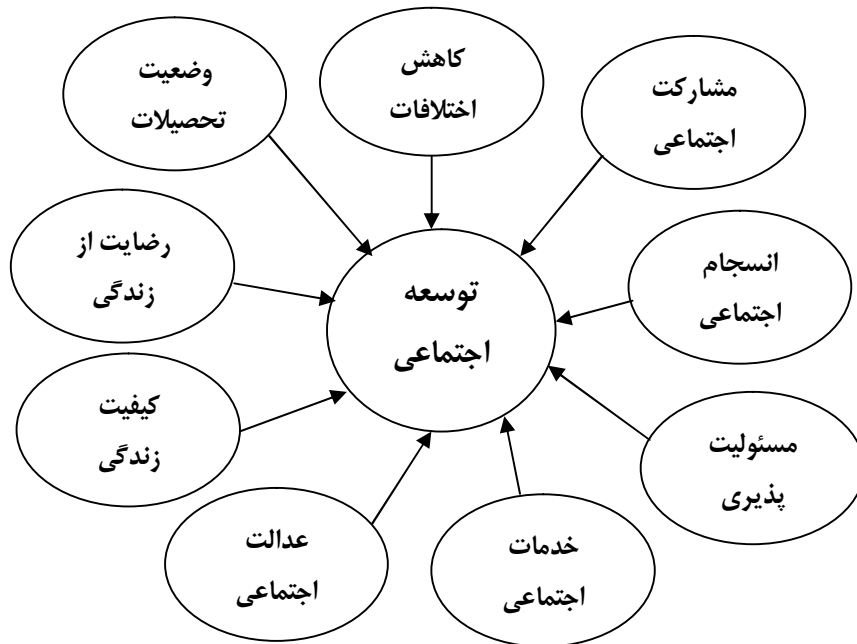 کاهش
اختلافات
مشارکت
اجتماعی
انسجام
اجتماعی
مسئولیت
پذیری
خدمات
اجتماعی
عدالت
اجتماعی
کیفیت
زندگی
رضایت از
زندگی
وضعیت
تحصیلات
توسعه
اجتماعی